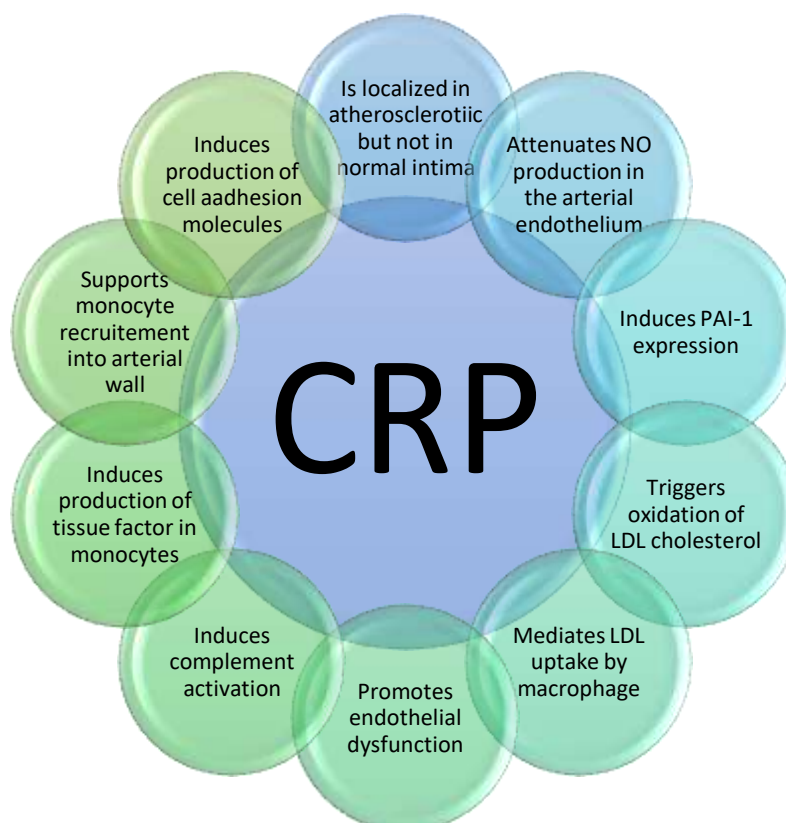 Is localized in
atherosclerotiic
but not in
normal intima
Attenuates NO
production in
the arterial
endothelium
Induces PAI-1
expression
Triggers
oxidation of
LDL cholesterol
Mediates LDL
uptake by
macrophage
Promotes
endothelial
dysfunction
Induces
complement
activation
Induces
production of
tissue factor in
monocytes
Supports
monocyte
recruitement
into arterial
wall
Induces
production of
cell aadhesion
molecules
CRP